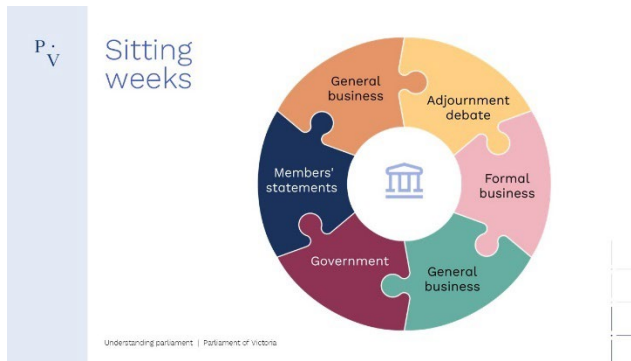 P.
V
Sitting
weeks
General
business
Adjournment
debate
Members'
statements
Formal
business
Government
General
business
Understanding parliament | Parliament of Victoria